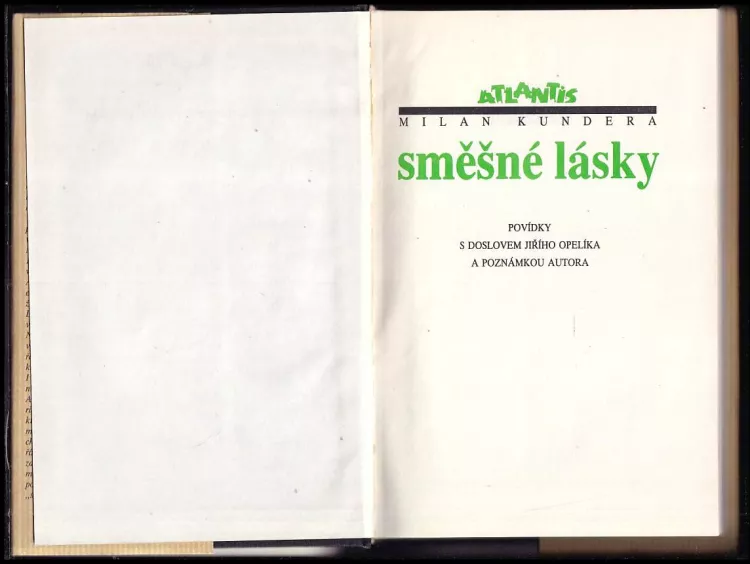 ATLANTIS
MILAN KUNDERA
směšné lásky
POVÍDKY
S DOSLOVEM JIŘÍHO OPELÍKA
A POZNÁMKOU AUTORA